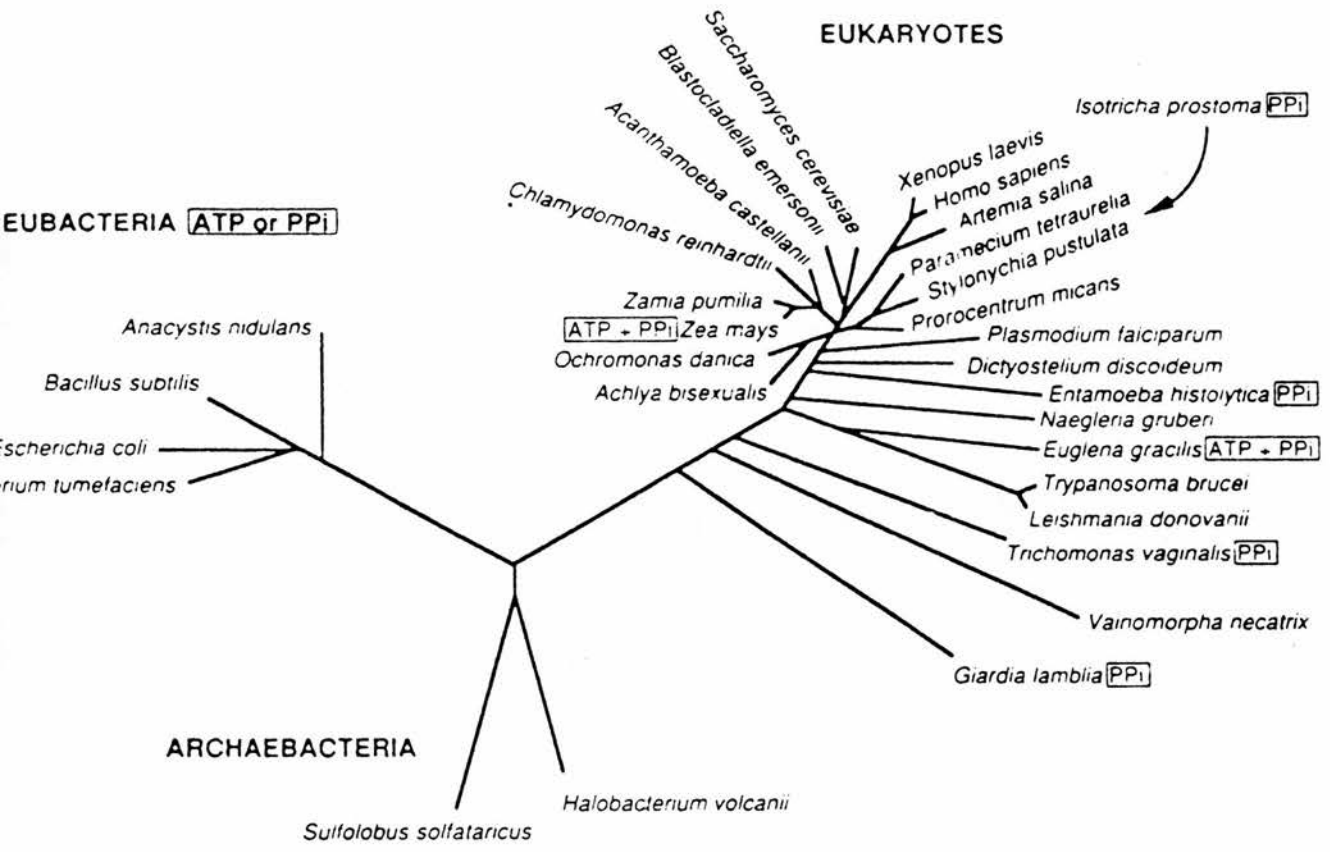 EUKARYOTES
Saccharomyces cerevisiae
Blastocladiella emersonii
Acanthamoeba castellanii
Chlamydomonas reinhardtii
Isotricha prostoma PPi
Xenopus laevis
Homo sapiens
Artemia salina
Paramecium tetraurelia
Stylonychia pustulata
Prorocentrum micans
EUBACTERIA ATP or PPi
Zamia pumilia
ATP + PPi Zea mays
Ochromonas danica
Achlya bisexualis
Plasmodium falciparum
Dictyostelium discoideum
Entamoeba histolytica PPi
Naegleria gruberi
Euglena gracilis ATP + PPi
Trypanosoma brucei
Leishmania donovanii
Trichomonas vaginalis PPi
Vainomorpha necatrix
Giardia lamblia PPi
Anacystis nidulans
Bacillus subtilis
Escherichia coli
erium tumefaciens
ARCHAEBACTERIA
Halobacterium volcanii
Sulfolobus solfataricus